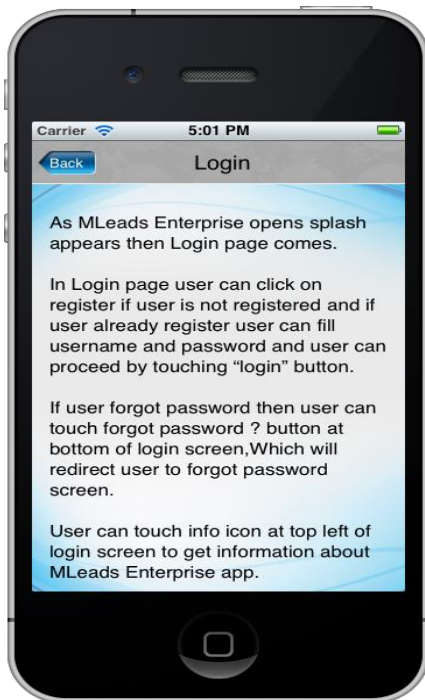 Carrier 5:01 PM
Back Login
As MLeads Enterprise opens splash
appears then Login page comes.
In Login page user can click on
register if user is not registered and if
user already register user can fill
username and password and user can
proceed by touching “login” button.
If user forgot password then user can
touch forgot password ? button at
bottom of login screen,Which will
redirect user to forgot password
screen.
User can touch info icon at top left of
login screen to get information about
MLeads Enterprise app.